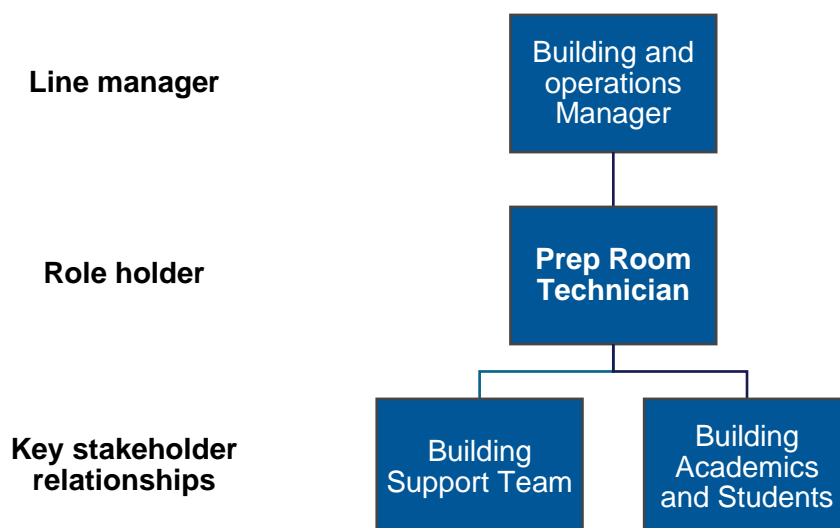 Line manager
Building and
operations
Manager
Role holder
Prep Room
Technician
Key stakeholder
relationships
Building
Support Team
Building
Academics
and Students